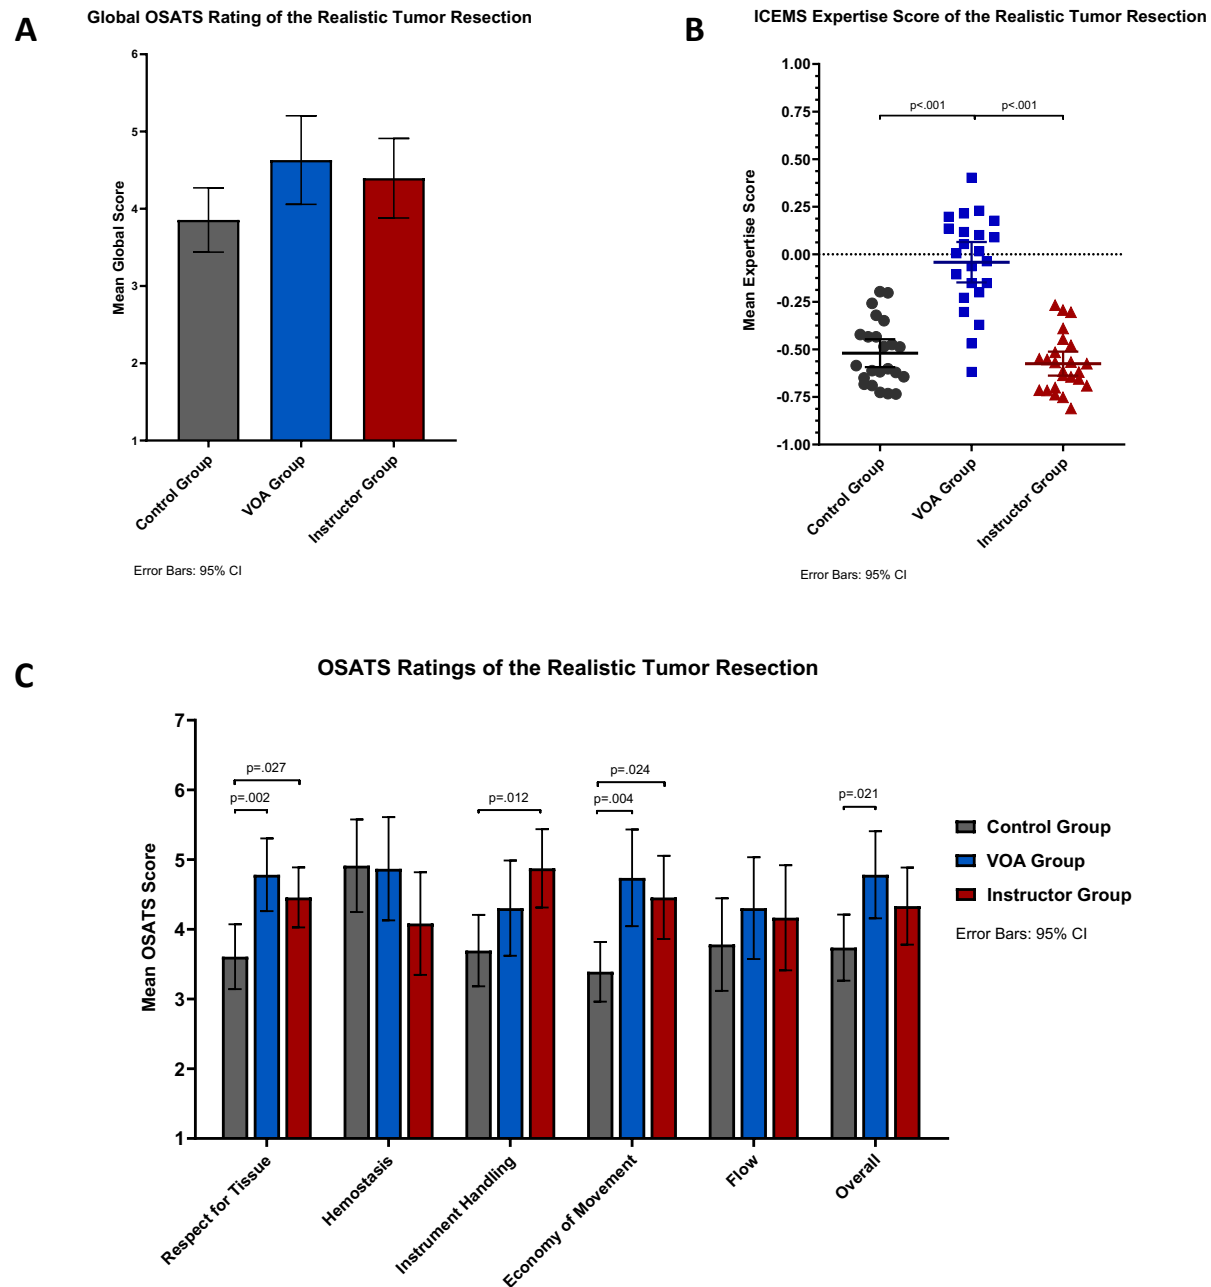 A
Global OSATS Rating of the Realistic Tumor Resection
Mean Global Score
6
5
4
3
2
1
Control Group
VOA Group
Instructor Group
Error Bars: 95% CI
B
ICEMS Expertise Score of the Realistic Tumor Resection
Mean Expertise Score
1.00
0.75
0.50
0.25
0.00
-0.25
-0.50
-0.75
-1.00
p<.001
p<.001
Control Group
VOA Group
Instructor Group
Error Bars: 95% CI
C
OSATS Ratings of the Realistic Tumor Resection
Mean OSATS Score
7
6
5
4
3
2
1
p=.027
p=.002
p=.012
p=.024
p=.004
p=.021
Respect for Tissue
Hemostasis
Instrument Handling
Economy of Movement
Flow
Overall
Control Group
VOA Group
Instructor Group
Error Bars: 95% CI